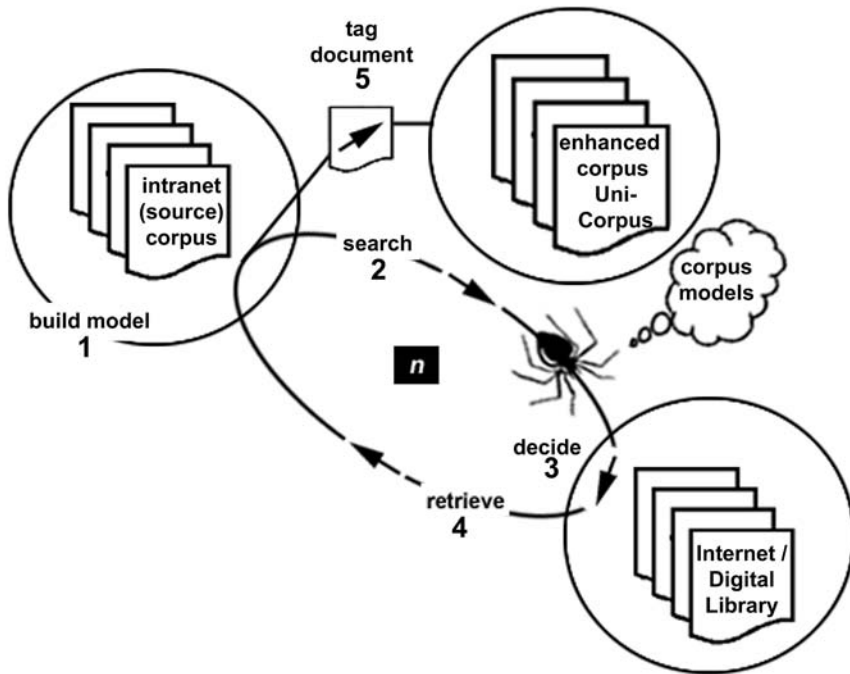 tag
document
5
intranet
(source)
corpus
enhanced
corpus
Uni-
Corpus
search
2
corpus
models
build model
1
n
decide
3
retrieve
4
Internet /
Digital
Library